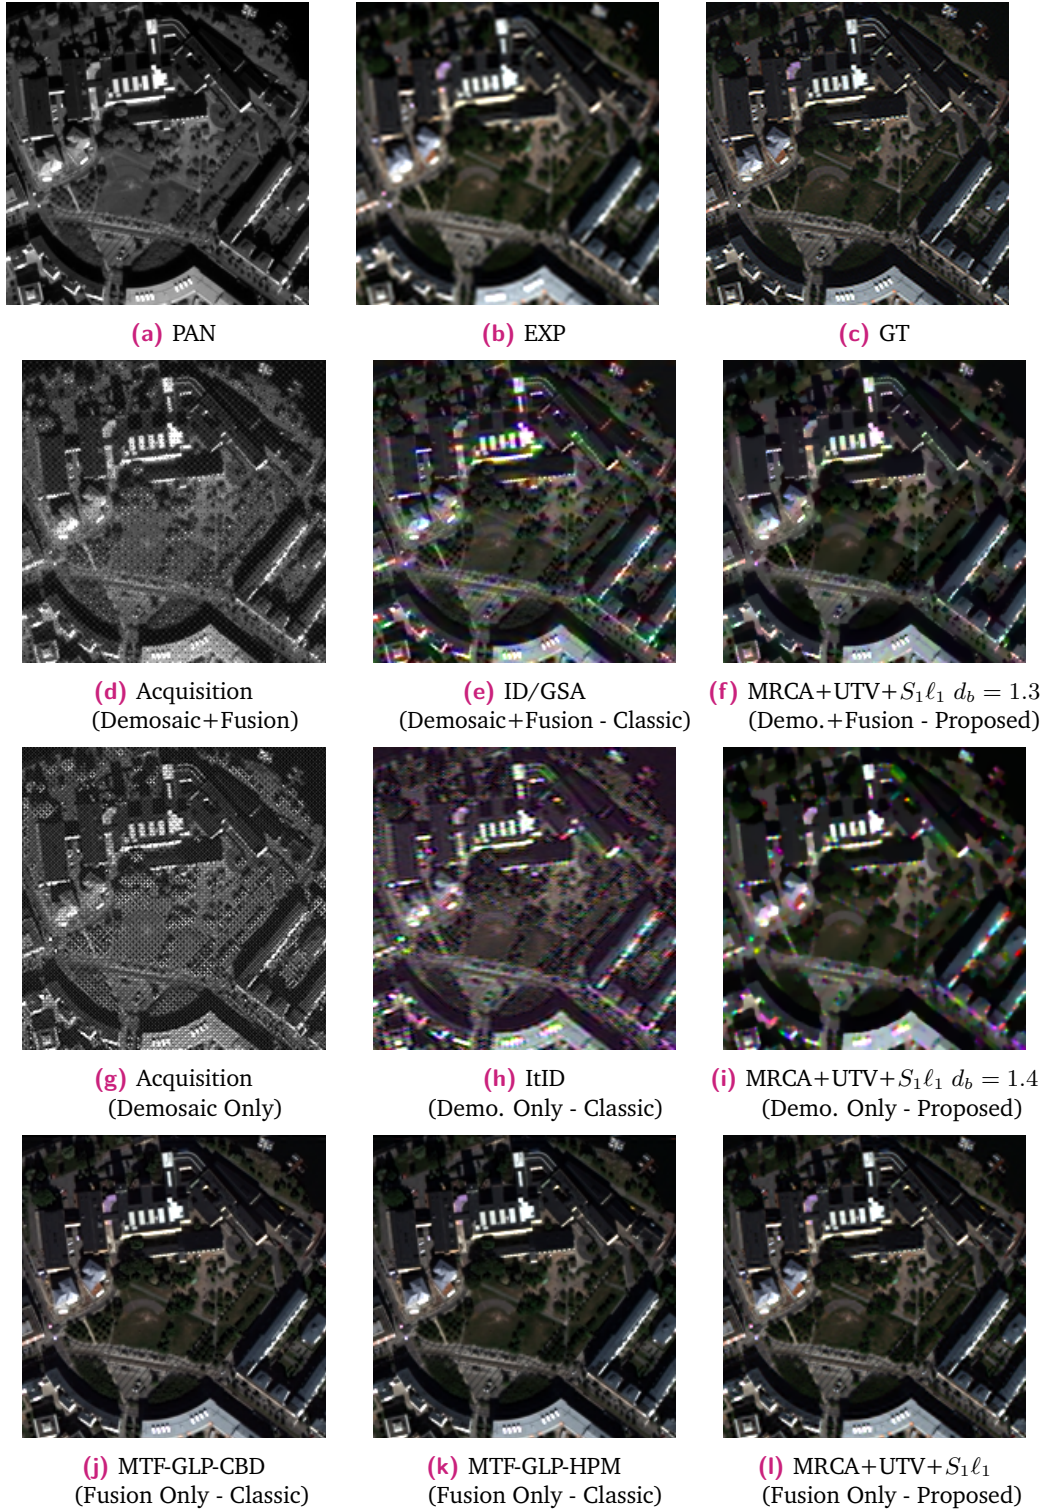 (a) PAN
(b) EXP
(c) GT
(d) Acquisition
(Demosaic+Fusion)
(e) ID/GSA
(Demosaic+Fusion - Classic)
(f) MRCA+UTV+S₁ℓ₁ d_b = 1.3
(Demo.+Fusion - Proposed)
(g) Acquisition
(Demosaic Only)
(h) ItID
(Demo. Only - Classic)
(i) MRCA+UTV+S₁ℓ₁ d_b = 1.4
(Demo. Only - Proposed)
(j) MTF-GLP-CBD
(Fusion Only - Classic)
(k) MTF-GLP-HPM
(Fusion Only - Classic)
(l) MRCA+UTV+S₁ℓ₁
(Fusion Only - Proposed)